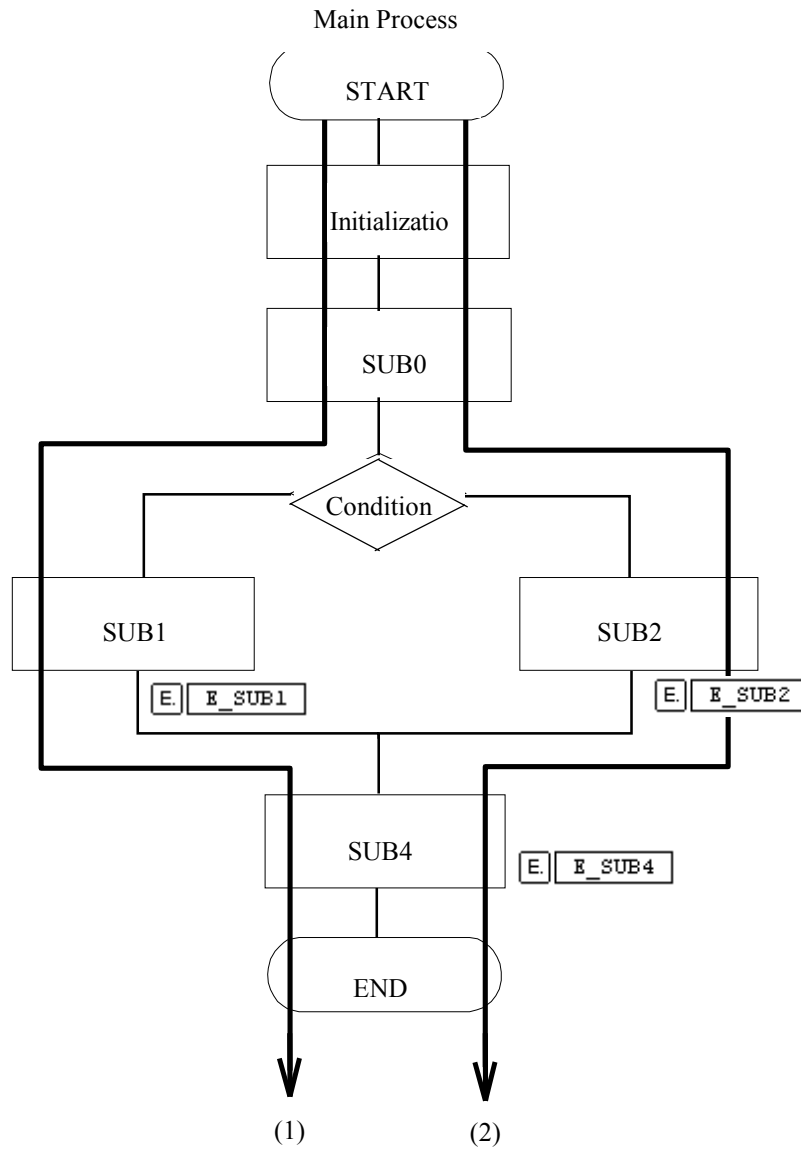 Main Process
START
Initializatio
SUB0
Condition
SUB1
SUB2
E. E_SUB1
E. E_SUB2
SUB4
E. E_SUB4
END
(1)
(2)